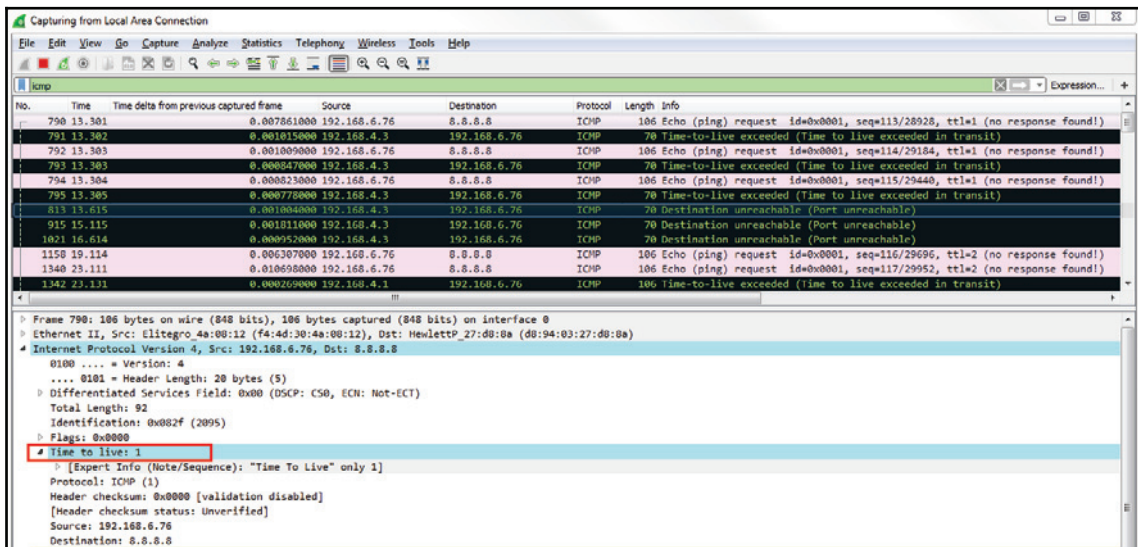 Capturing from Local Area Connection
File Edit View Go Capture Analyze Statistics Telephony Wireless Tools Help
icmp Expression... +
No. Time Time delta from previous captured frame Source Destination Protocol Length Info
790 13.301 0.007861000 192.168.6.76 8.8.8.8 ICMP 106 Echo (ping) request id=0x0001, seq=113/28928, ttl=1 (no response found!)
791 13.302 0.001015000 192.168.4.3 192.168.6.76 ICMP 70 Time-to-live exceeded (Time to live exceeded in transit)
792 13.303 0.001009000 192.168.6.76 8.8.8.8 ICMP 106 Echo (ping) request id=0x0001, seq=114/29184, ttl=1 (no response found!)
793 13.303 0.000847000 192.168.4.3 192.168.6.76 ICMP 70 Time-to-live exceeded (Time to live exceeded in transit)
794 13.304 0.000823000 192.168.6.76 8.8.8.8 ICMP 106 Echo (ping) request id=0x0001, seq=115/29440, ttl=1 (no response found!)
795 13.305 0.000778000 192.168.4.3 192.168.6.76 ICMP 70 Time-to-live exceeded (Time to live exceeded in transit)
813 13.615 0.001004000 192.168.4.3 192.168.6.76 ICMP 70 Destination unreachable (Port unreachable)
915 15.115 0.001811000 192.168.4.3 192.168.6.76 ICMP 70 Destination unreachable (Port unreachable)
1021 16.614 0.000952000 192.168.4.3 192.168.6.76 ICMP 70 Destination unreachable (Port unreachable)
1158 19.114 0.006307000 192.168.6.76 8.8.8.8 ICMP 106 Echo (ping) request id=0x0001, seq=116/29696, ttl=2 (no response found!)
1340 23.111 0.010698000 192.168.6.76 8.8.8.8 ICMP 106 Echo (ping) request id=0x0001, seq=117/29952, ttl=2 (no response found!)
1342 23.131 0.000269000 192.168.4.1 192.168.6.76 ICMP 106 Time-to-live exceeded (Time to live exceeded in transit)
Frame 790: 106 bytes on wire (848 bits), 106 bytes captured (848 bits) on interface 0
Ethernet II, Src: Elitegro_4a:08:12 (f4:4d:30:4a:08:12), Dst: HewlettP_27:d8:8a (d8:94:03:27:d8:8a)
Internet Protocol Version 4, Src: 192.168.6.76, Dst: 8.8.8.8
0100 .... = Version: 4
.... 0101 = Header Length: 20 bytes (5)
Differentiated Services Field: 0x00 (DSCP: CS0, ECN: Not-ECT)
Total Length: 92
Identification: 0x082f (2095)
Flags: 0x0000
Time to live: 1
[Expert Info (Note/Sequence): "Time To Live" only 1]
Protocol: ICMP (1)
Header checksum: 0x0000 [validation disabled]
[Header checksum status: Unverified]
Source: 192.168.6.76
Destination: 8.8.8.8